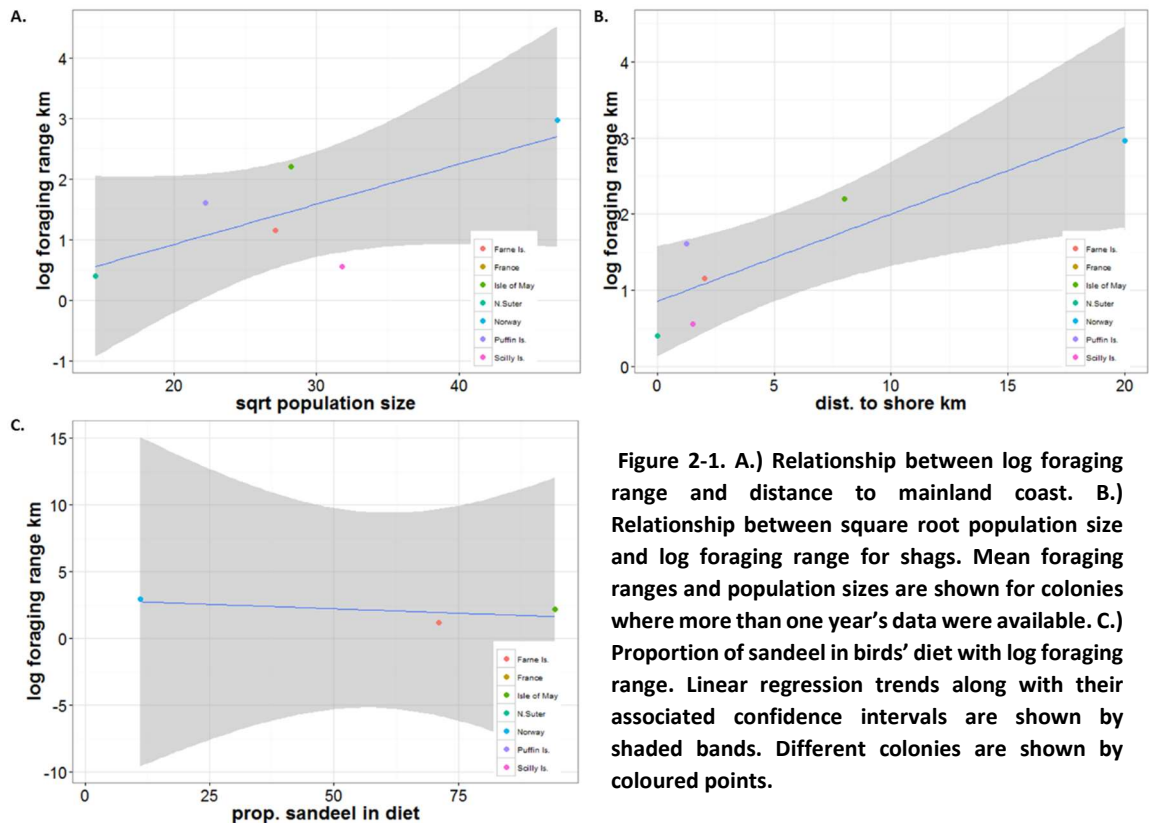 A.
log foraging range km
4
3
2
1
0
-1
20
30
40
sqrt population size
Farne Is.
France
Isle of May
N.Suter
Norway
Puffin Is.
Scilly Is.
B.
log foraging range km
4
3
2
1
0
0
5
10
15
20
dist. to shore km
Farne Is.
France
Isle of May
N.Suter
Norway
Puffin Is.
Scilly Is.
C.
log foraging range km
15
10
5
0
-5
-10
0
25
50
75
prop. sandeel in diet
Farne Is.
France
Isle of May
N.Suter
Norway
Puffin Is.
Scilly Is.
Figure 2-1. A.) Relationship between log foraging
range and distance to mainland coast. B.)
Relationship between square root population size
and log foraging range for shags. Mean foraging
ranges and population sizes are shown for colonies
where more than one year's data were available. C.)
Proportion of sandeel in birds' diet with log foraging
range. Linear regression trends along with their
associated confidence intervals are shown by
shaded bands. Different colonies are shown by
coloured points.